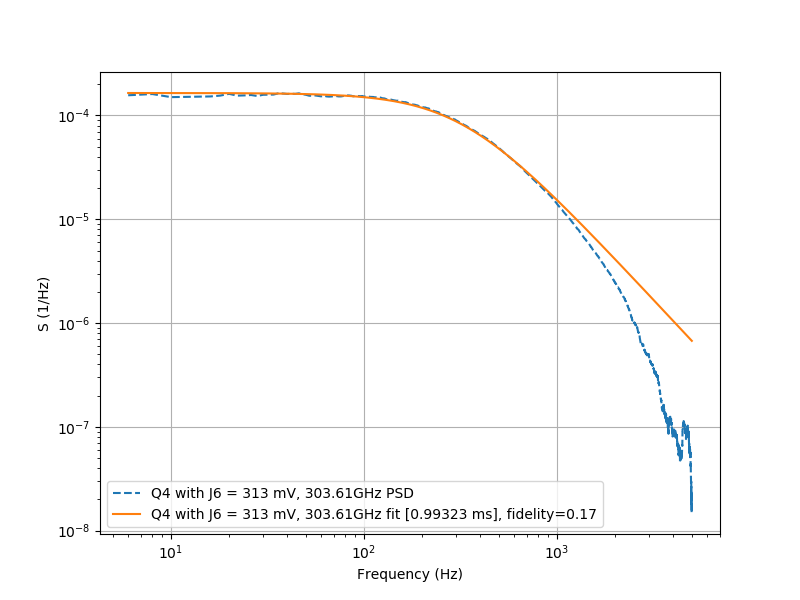 10⁻⁴
10⁻⁵
10⁻⁶
10⁻⁷
10⁻⁸
S (1/Hz)
Q4 with J6 = 313 mV, 303.61GHz PSD
Q4 with J6 = 313 mV, 303.61GHz fit [0.99323 ms], fidelity=0.17
10¹ 10² 10³
Frequency (Hz)